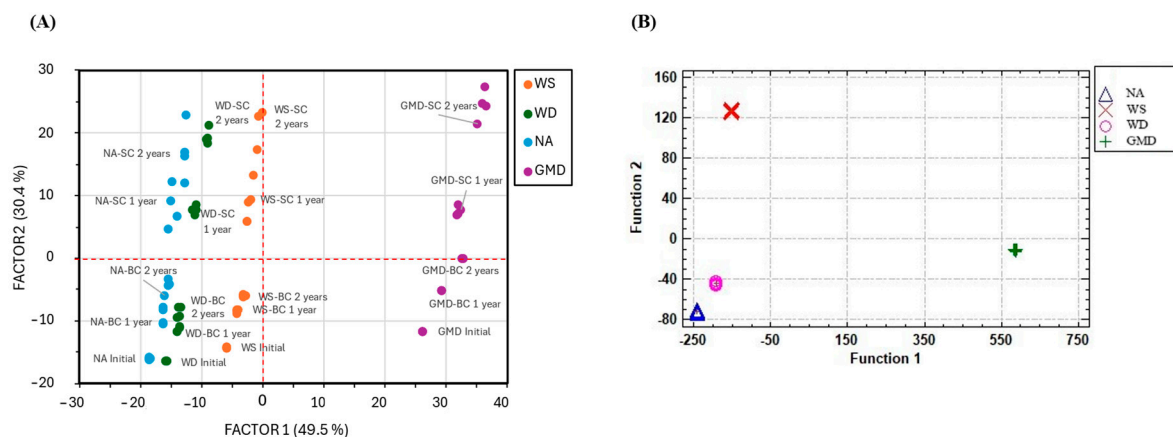 (A)
(B)
30
20
10
0
−10
−20
−30
−20
−10
0
10
20
30
40
FACTOR2 (30.4 %)
FACTOR 1 (49.5 %)
WD-SC
2 years
WS-SC
2 years
GMD-SC 2 years
NA-SC 2 years
NA-SC 1 year
WD-SC
1 year
WS-SC 1 year
GMD-SC 1 year
NA-BC 2 years
GMD-BC 2 years
WD-BC
2 years
WS-BC 2 years
WS-BC 1 year
GMD-BC 1 year
NA-BC 1 year
WD-BC 1 year
WS Initial
GMD Initial
NA Initial
WD Initial
WS
WD
NA
GMD
160
120
80
40
0
-40
-80
-250
-50
150
350
550
750
Function 2
Function 1
NA
WS
WD
GMD